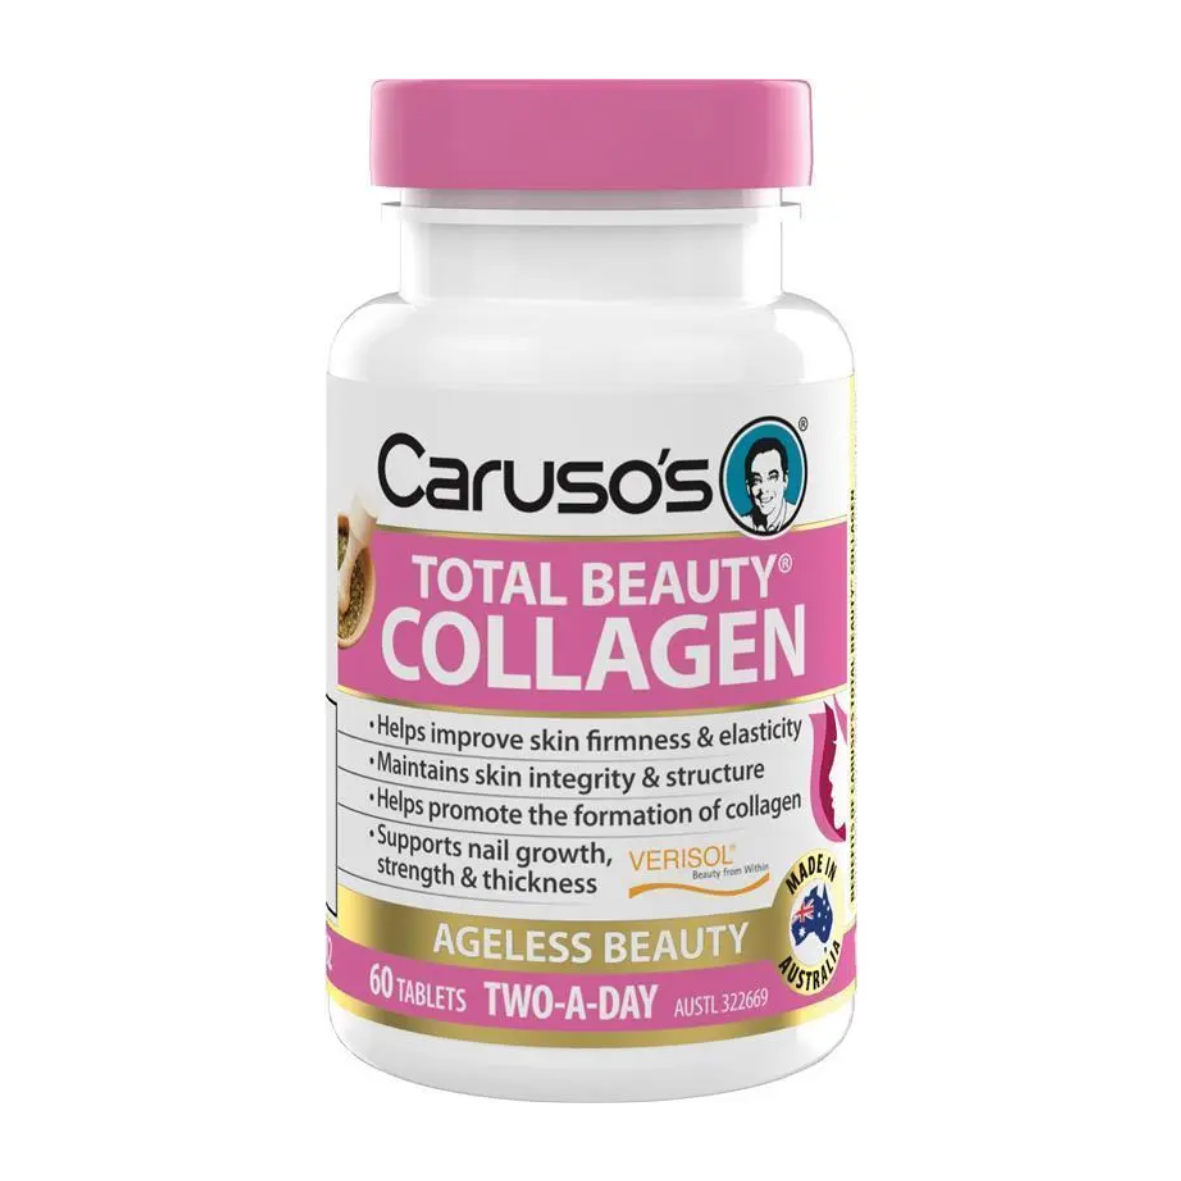 Caruso's®
TOTAL BEAUTY®
COLLAGEN
•Helps improve skin firmness & elasticity
•Maintains skin integrity & structure
•Helps promote the formation of collagen
•Supports nail growth,
strength & thickness
VERISOL®
Beauty from Within
MADE IN
AUSTRALIA
AGELESS BEAUTY
60 TABLETS TWO-A-DAY AUSTL 322669